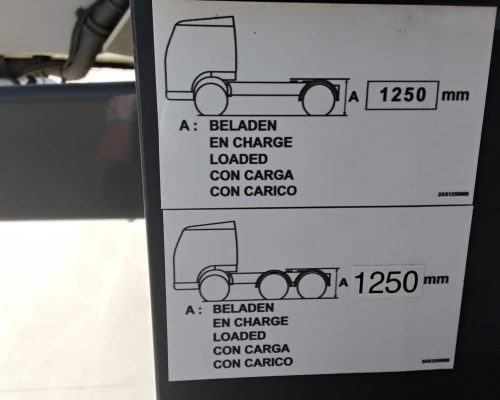 A 1250 mm
A : BELADEN
EN CHARGE
LOADED
CON CARGA
CON CARICO
2AS1250MM
A 1250 mm
A : BELADEN
EN CHARGE
LOADED
CON CARGA
CON CARICO